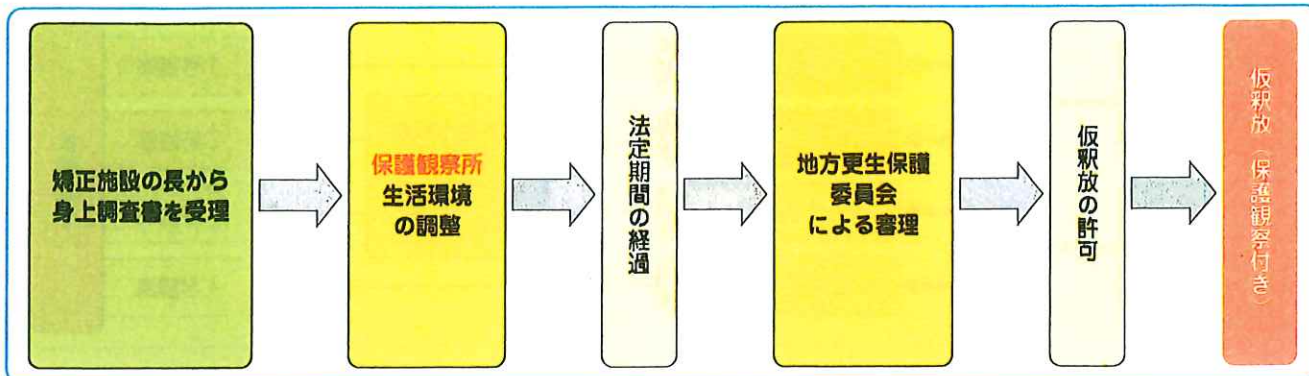 矯正施設の長から
身上調査書を受理
保護観察所
生活環境
の調整
法定期間の経過
地方更生保護
委員会
による審理
仮釈放の許可
仮釈放（保護観察付き）